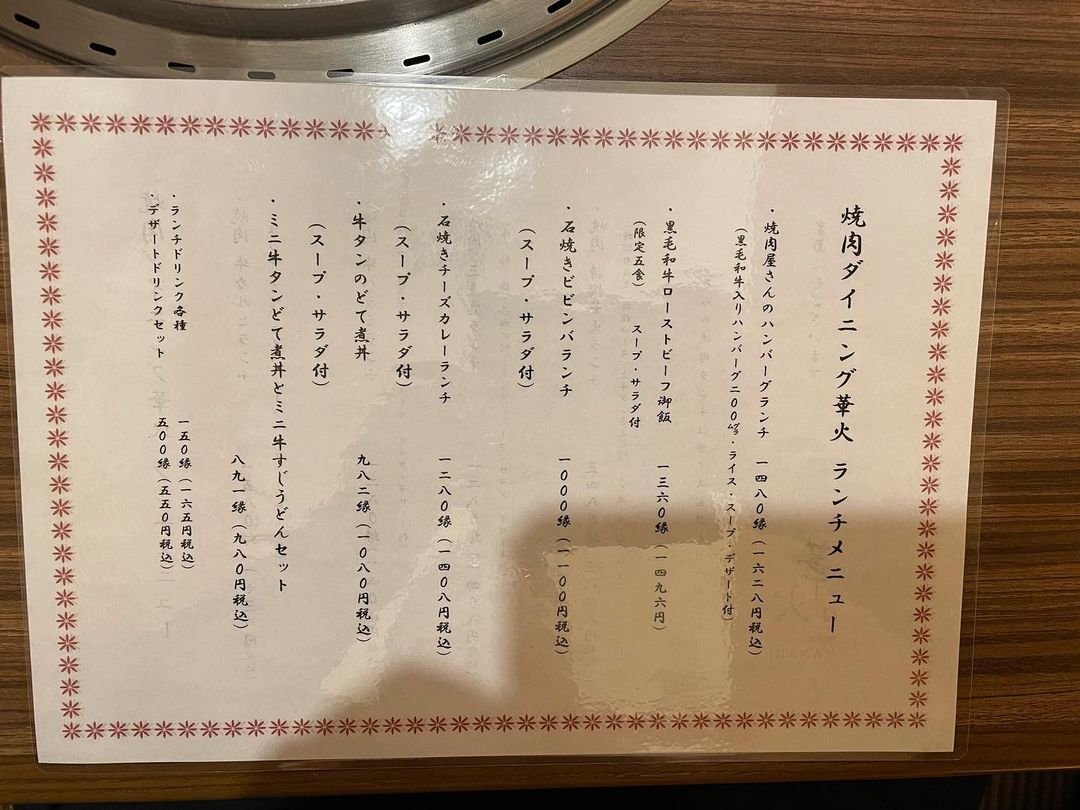 焼肉ダイニング華火 ランチメニュー
・焼肉屋さんのハンバーグランチ 一四八〇縁（一六二八円税込）
（黒毛和牛入りハンバーグ二〇〇㌘・ライス・スープ・デザート付）
・黒毛和牛ローストビーフ御飯 一三六〇縁（一四九六円）
（限定五食） スープ・サラダ付
・石焼きビビンバランチ 一〇〇〇縁（一一〇〇円税込）
（スープ・サラダ付）
・石焼きチーズカレーランチ 一二八〇縁（一四〇八円税込）
（スープ・サラダ付）
・牛タンのどて煮丼 九八二縁（一〇八〇円税込）
（スープ・サラダ付）
・ミニ牛タンどて煮丼とミニ牛すじうどんセット
八九一縁（九八〇円税込）
・ランチドリンク各種 一五〇縁（一六五円税込）
・デザートドリンクセット 五〇〇縁（五五〇円税込）